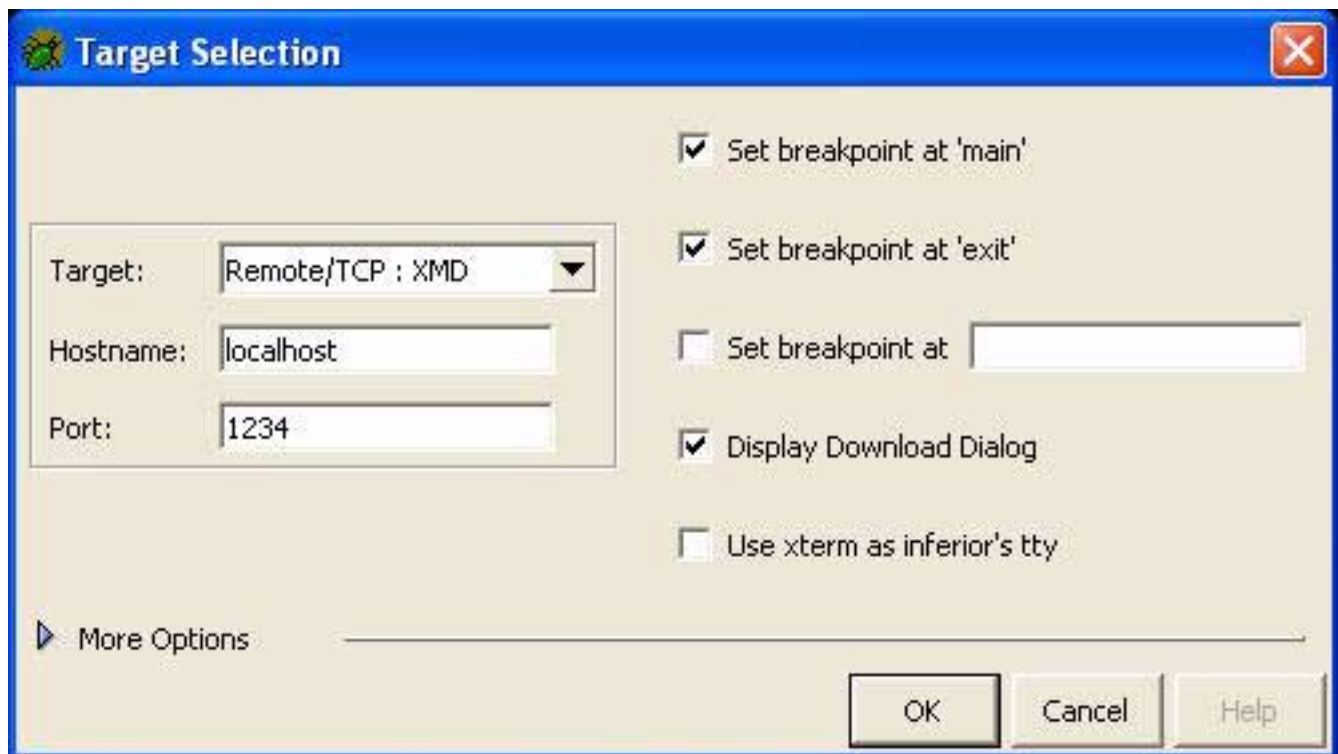 Target Selection
Set breakpoint at 'main'
Set breakpoint at 'exit'
Target: Remote/TCP : XMD
Hostname: localhost
Set breakpoint at
Port: 1234
Display Download Dialog
Use xterm as inferior's tty
More Options
OK Cancel Help